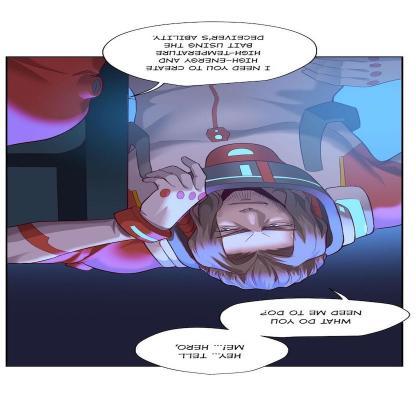 HEY... TELL
ME!... HERO,
WHAT DO YOU
NEED ME TO DO?
I NEED YOU TO CREATE
HIGH-ENERGY AND
HIGH-TEMPERATURE
BAIT USING THE
DECEIVER'S ABILITY.